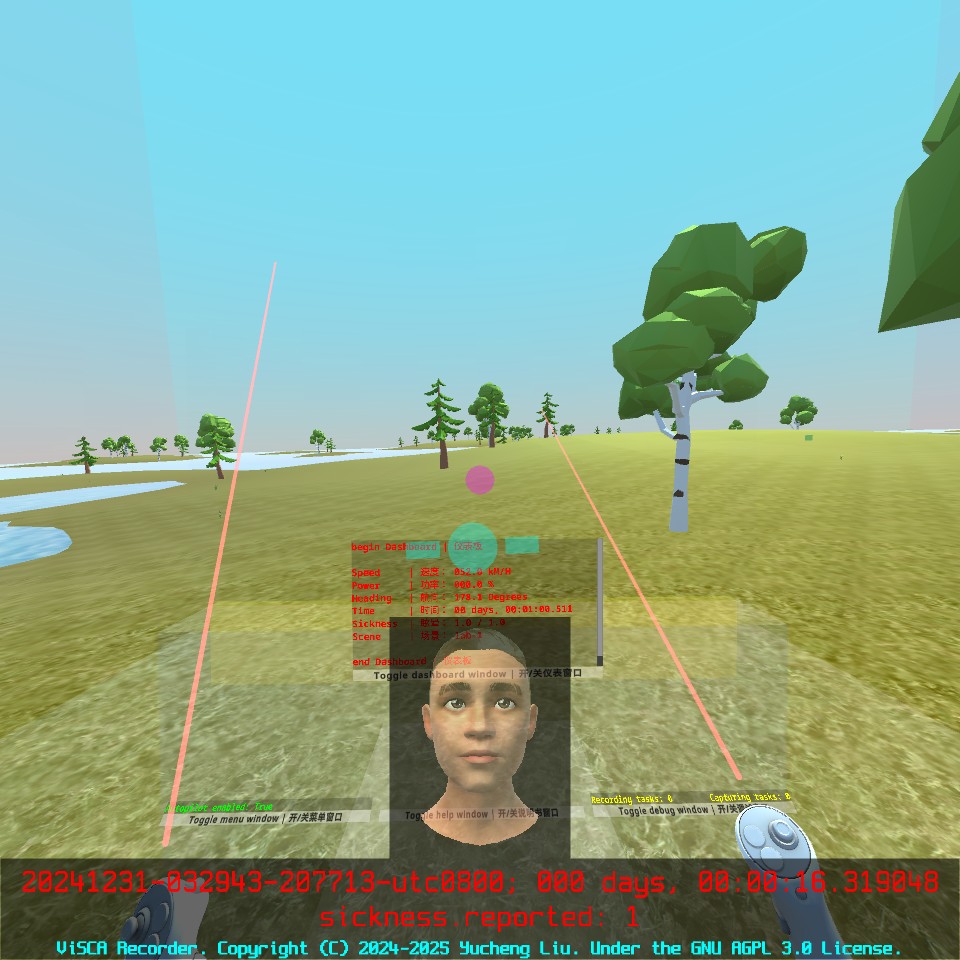 begin Dashboard | 仪表板
Speed | 速度： 052.0 kM/H
Power | 功率： 000.0 %
Heading | 顾向： 178.1 Degrees
Time | 时间： 00 days, 00:01:00.511
Sickness | 眩晕： 1.0 / 1.0
Scene | 场景：
end Dashboard | 仪表板
Toggle dashboard window | 开/关仪表窗口
enabled: True
Recording tasks: 0 Capturing tasks: 0
Toggle menu window | 开/关菜单窗口
Toggle help window | 开/关说明书窗口
Toggle debug window | 开/关
20241231-032943-207713-utc0800; 000 days, 00:00:16.319048
sickness.reported: 1
ViSCA Recorder. Copyright (C) 2024-2025 Yucheng Liu. Under the GNU AGPL 3.0 License.